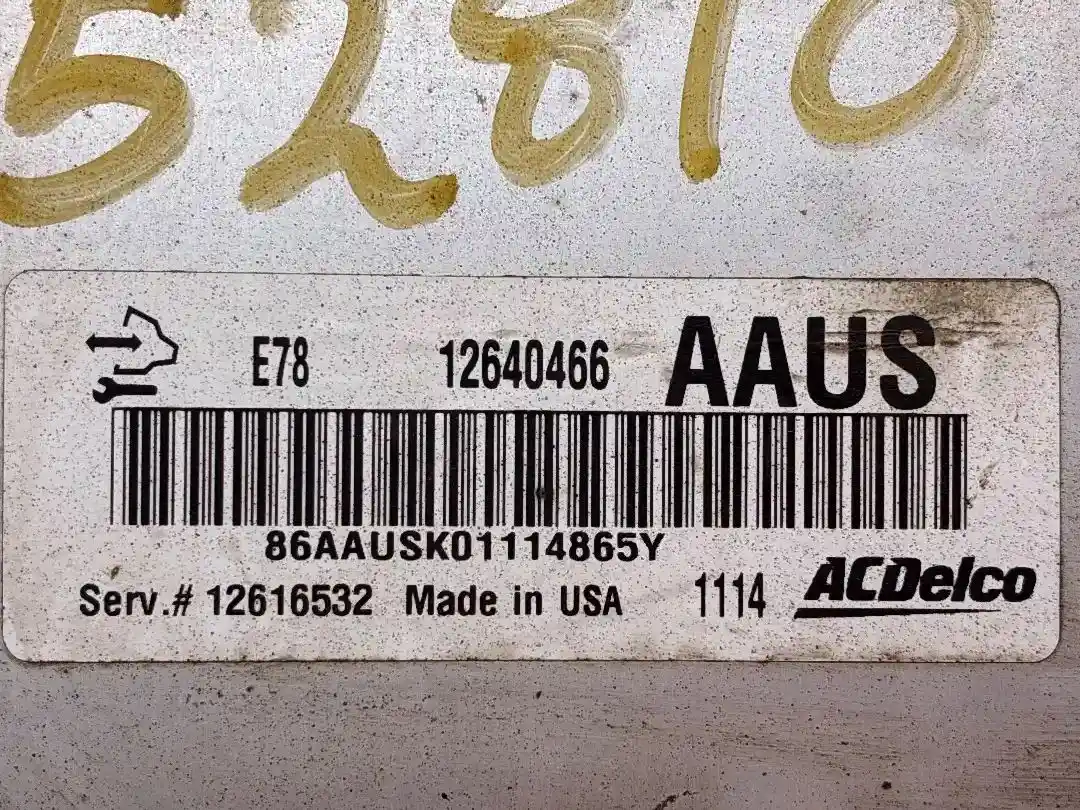 52810
E78 12640466 AAUS
86AAUSK01114865Y
Serv.# 12616532 Made in USA 1114 ACDelco